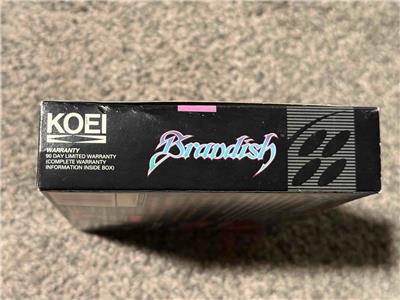 KOEI
WARRANTY
90 DAY LIMITED WARRANTY
(COMPLETE WARRANTY
INFORMATION INSIDE BOX)
Brandish